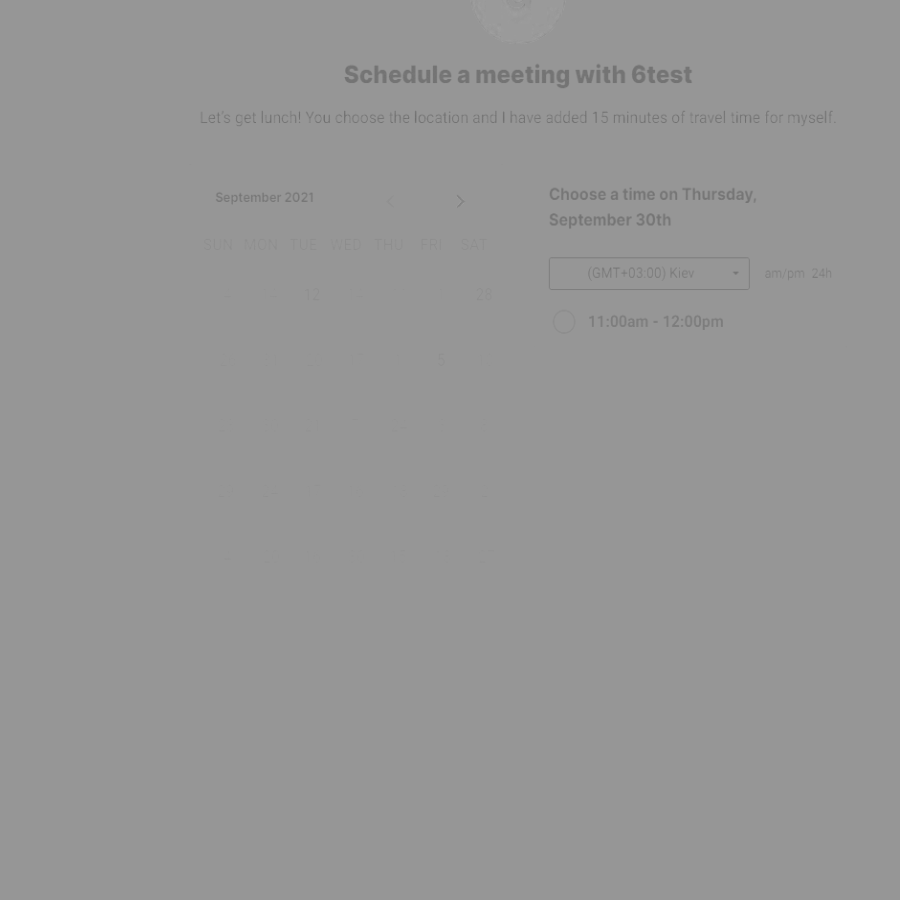 Schedule a meeting with 6test
Let's get lunch! You choose the location and I have added 15 minutes of travel time for myself.
September 2021
SUN MON TUE WED THU FRI SAT
12 28
5
Choose a time on Thursday,
September 30th
(GMT+03:00) Kiev
am/pm 24h
11:00am - 12:00pm